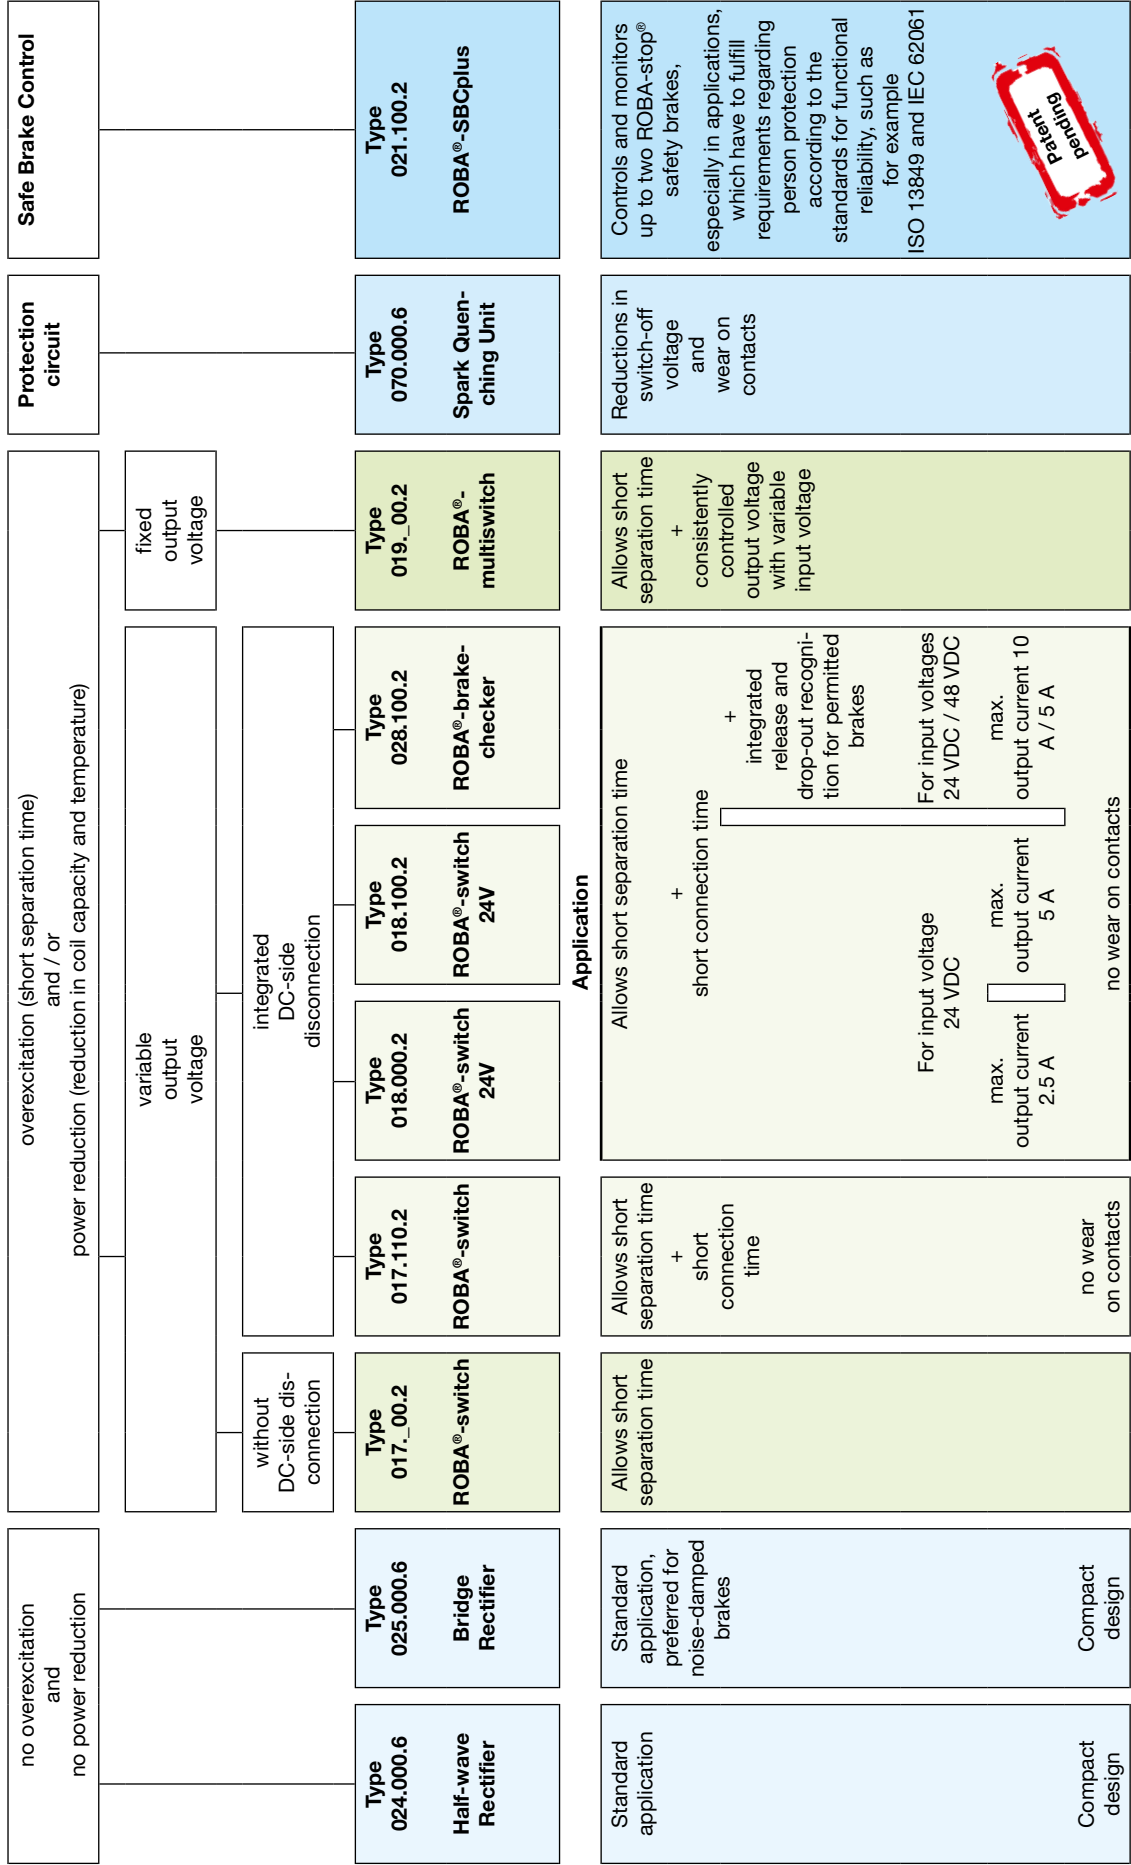 no overexcitation
and
no power reduction
overexcitation (short separation time)
and / or
power reduction (reduction in coil capacity and temperature)
Protection
circuit
Safe Brake Control
variable
output
voltage
fixed
output
voltage
without
DC-side dis-
connection
integrated
DC-side
disconnection
Type
024.000.6
Half-wave
Rectifier
Type
025.000.6
Bridge
Rectifier
Type
017._00.2
ROBA®-switch
Type
017.110.2
ROBA®-switch
Type
018.000.2
ROBA®-switch
24V
Type
018.100.2
ROBA®-switch
24V
Type
028.100.2
ROBA®-brake-
checker
Type
019._00.2
ROBA®-
multiswitch
Type
070.000.6
Spark Quen-
ching Unit
Type
021.100.2
ROBA®-SBCplus
Application
Standard
application
Compact
design
Standard
application,
preferred for
noise-damped
brakes
Compact
design
Allows short
separation time
Allows short
separation time
+
short
connection
time
no wear
on contacts
Allows short separation time
+
short connection time
For input voltage
24 VDC
max.
output current
2.5 A
max.
output current
5 A
+
integrated
release and
drop-out recogni-
tion for permitted
brakes
For input voltages
24 VDC / 48 VDC
max.
output current 10
A / 5 A
no wear on contacts
Allows short
separation time
+
consistently
controlled
output voltage
with variable
input voltage
Reductions in
switch-off
voltage
and
wear on
contacts
Controls and monitors
up to two ROBA-stop®
safety brakes,
especially in applications,
which have to fulfill
requirements regarding
person protection
according to the
standards for functional
reliability, such as
for example
ISO 13849 and IEC 62061
Patent
pending